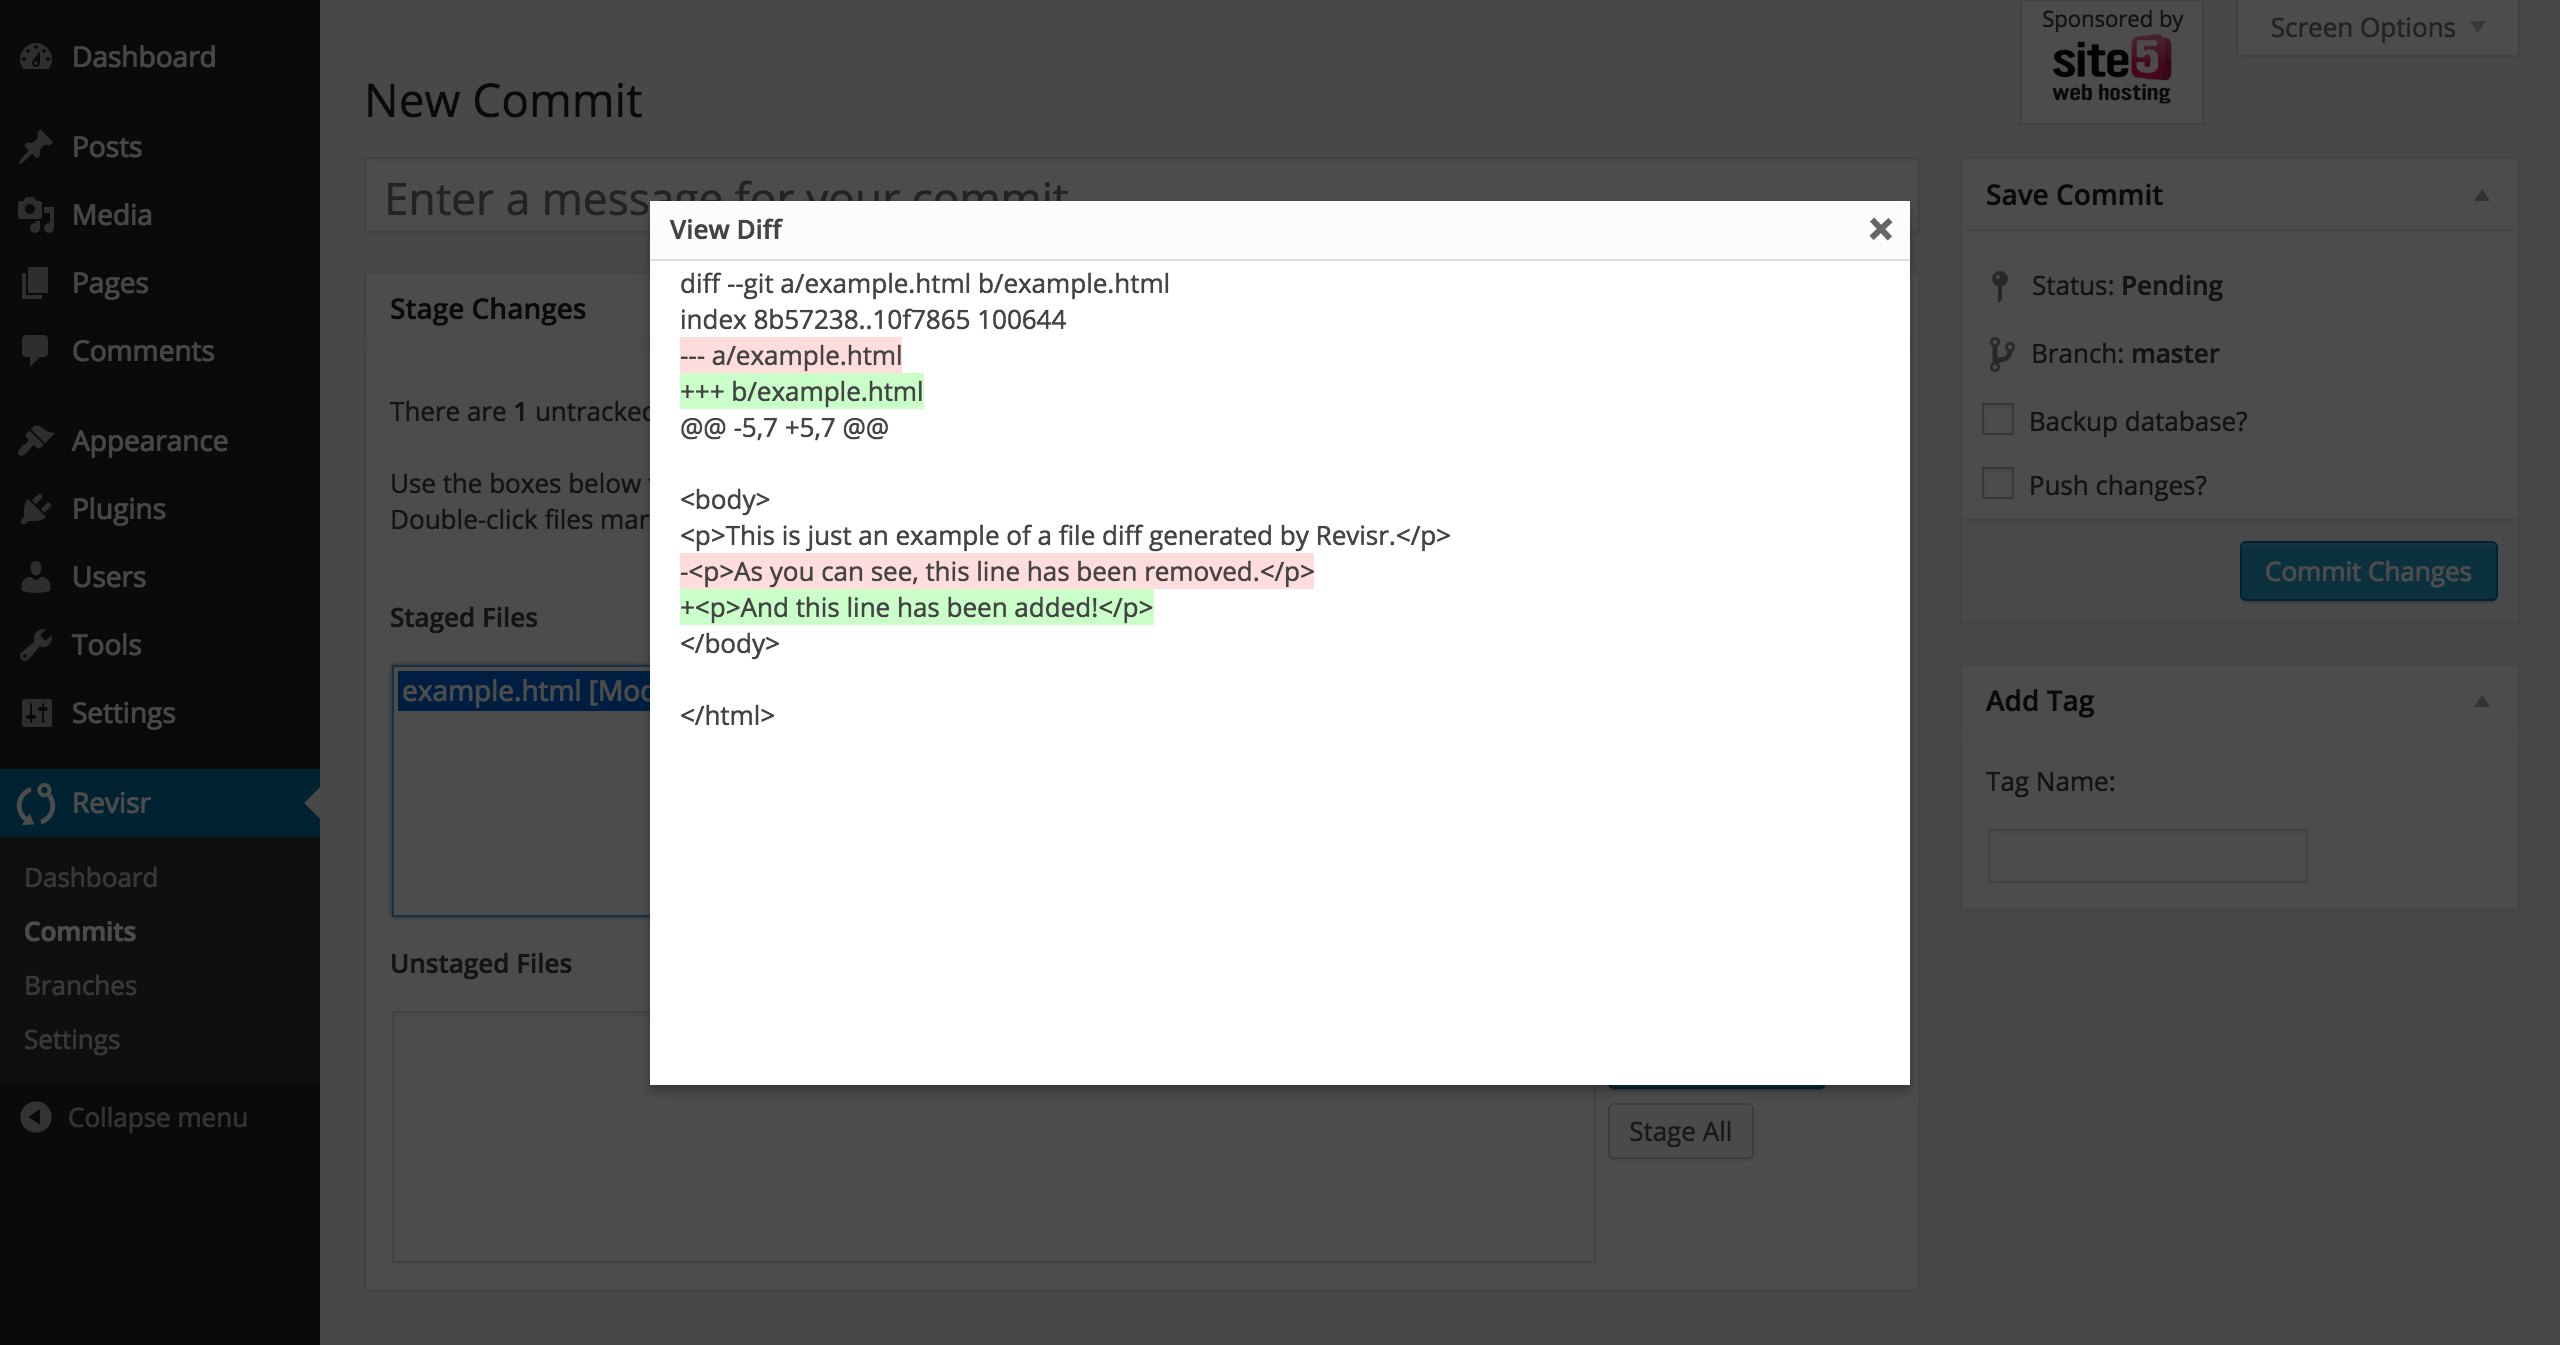 Dashboard
Posts
Media
Pages
Comments
Appearance
Plugins
Users
Tools
Settings
Revisr
Dashboard
Commits
Branches
Settings
Collapse menu
Sponsored by
site5
web hosting
Screen Options
New Commit
Enter a message for your commit
Stage Changes
There are 1 untracked
Use the boxes below
Double-click files
Staged Files
example.html
Unstaged Files
Stage All
View Diff
diff --git a/example.html b/example.html
index 8b57238..10f7865 100644
--- a/example.html
+++ b/example.html
@@ -5,7 +5,7 @@
<body>
<p>This is just an example of a file diff generated by Revisr.</p>
-<p>As you can see, this line has been removed.</p>
+<p>And this line has been added!</p>
</body>
</html>
Save Commit
Status: Pending
Branch: master
Backup database?
Push changes?
Commit Changes
Add Tag
Tag Name: